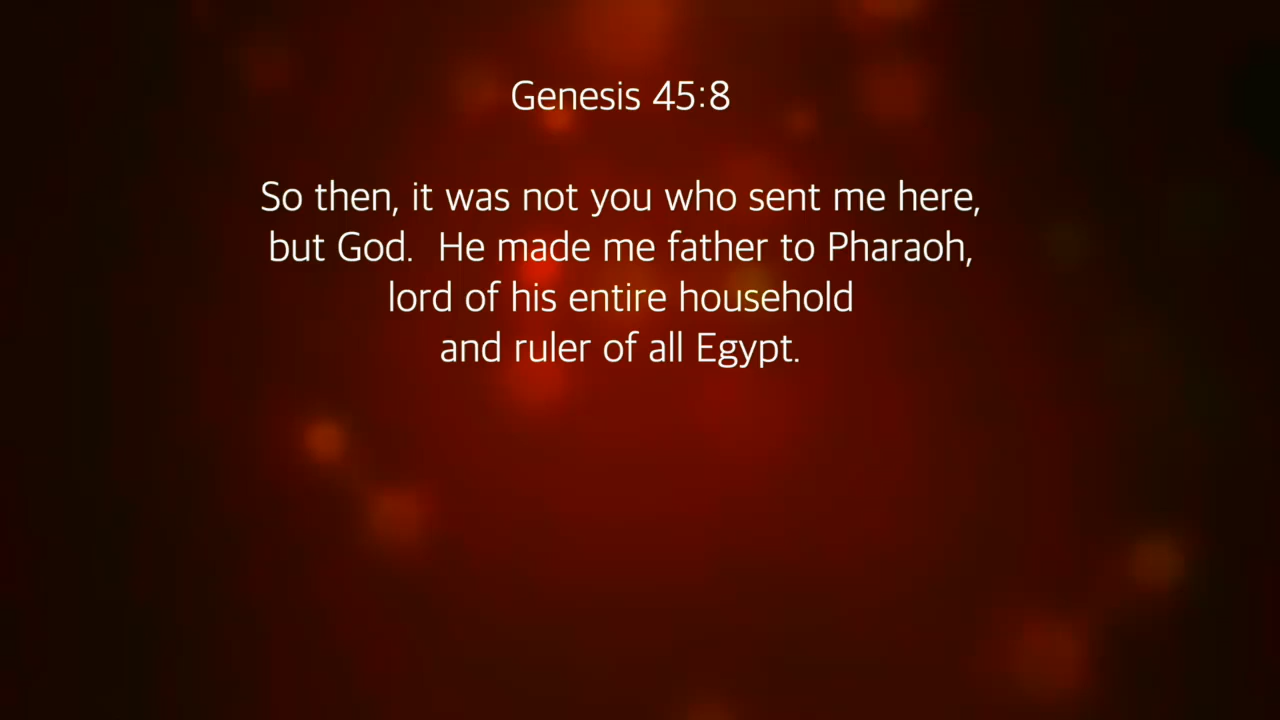 Genesis 45:8
So then, it was not you who sent me here,
but God.  He made me father to Pharaoh,
lord of his entire household
and ruler of all Egypt.